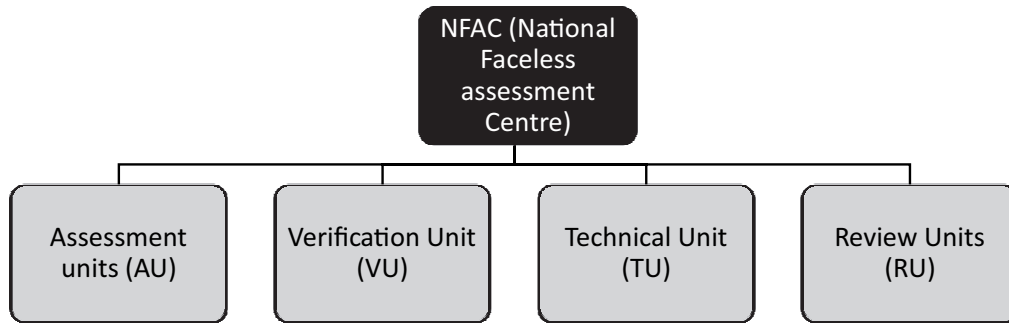 NFAC (National
Faceless
assessment
Centre)
Assessment
units (AU)
Verification Unit
(VU)
Technical Unit
(TU)
Review Units
(RU)